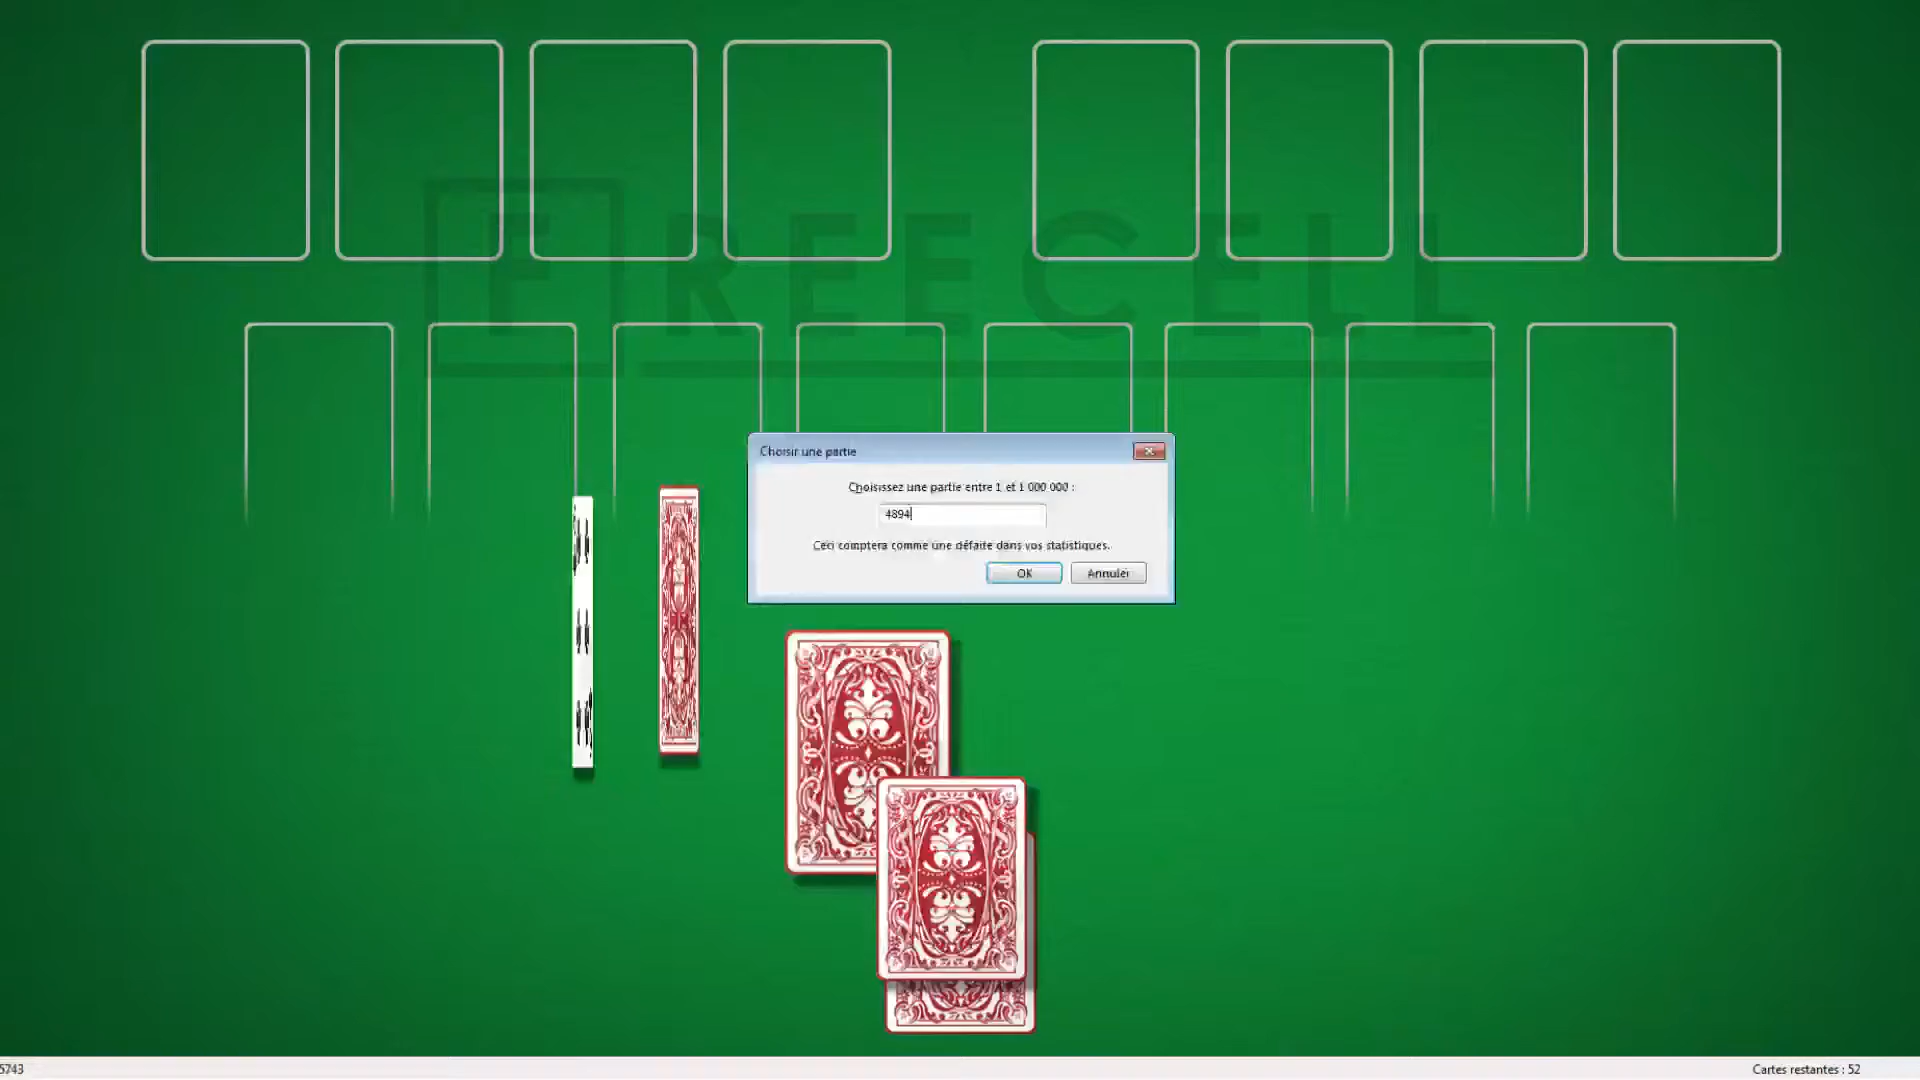 FREECELL
Choisir une partie
Choisissez une partie entre 1 et 1 000 000 :
4894
Ceci comptera comme une défaite dans vos statistiques.
OK
Annuler
5743
Cartes restantes : 52